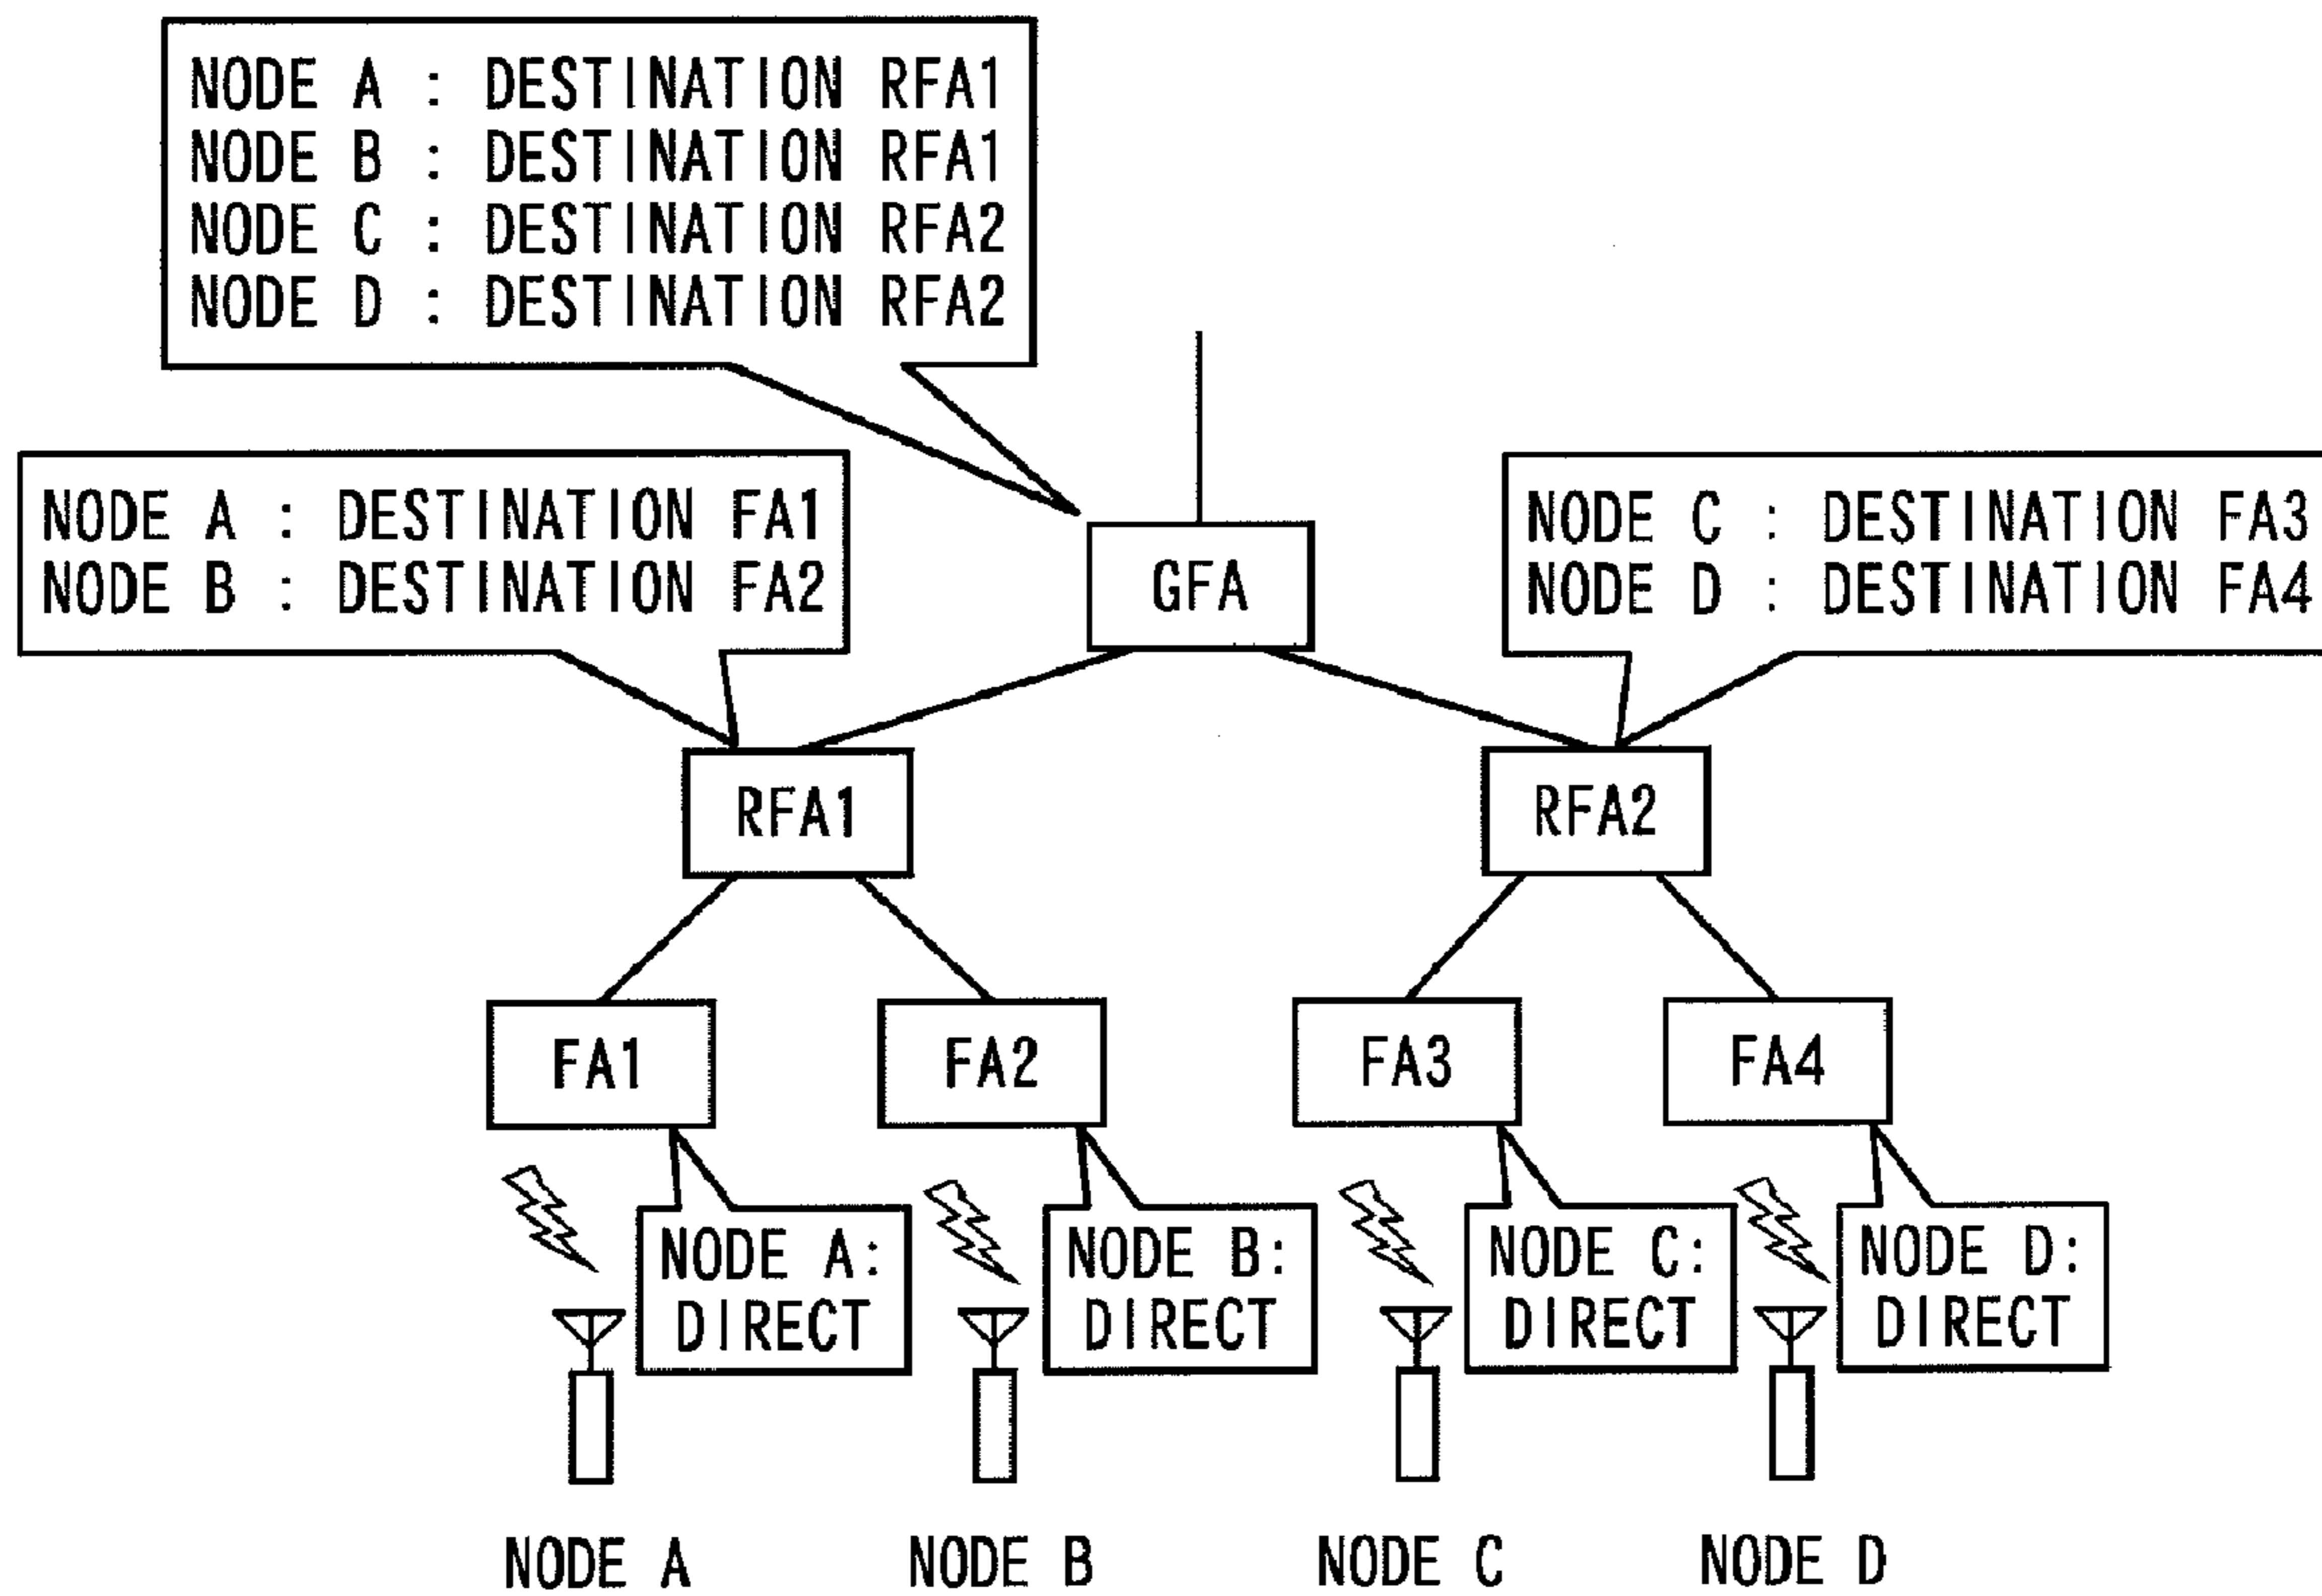 NODE A : DESTINATION RFA1
NODE B : DESTINATION RFA1
NODE C : DESTINATION RFA2
NODE D : DESTINATION RFA2
NODE A : DESTINATION FA1
NODE B : DESTINATION FA2
GFA
NODE C : DESTINATION FA3
NODE D : DESTINATION FA4
RFA1
RFA2
FA1
FA2
FA3
FA4
NODE A:
DIRECT
NODE B:
DIRECT
NODE C:
DIRECT
NODE D:
DIRECT
NODE A
NODE B
NODE C
NODE D